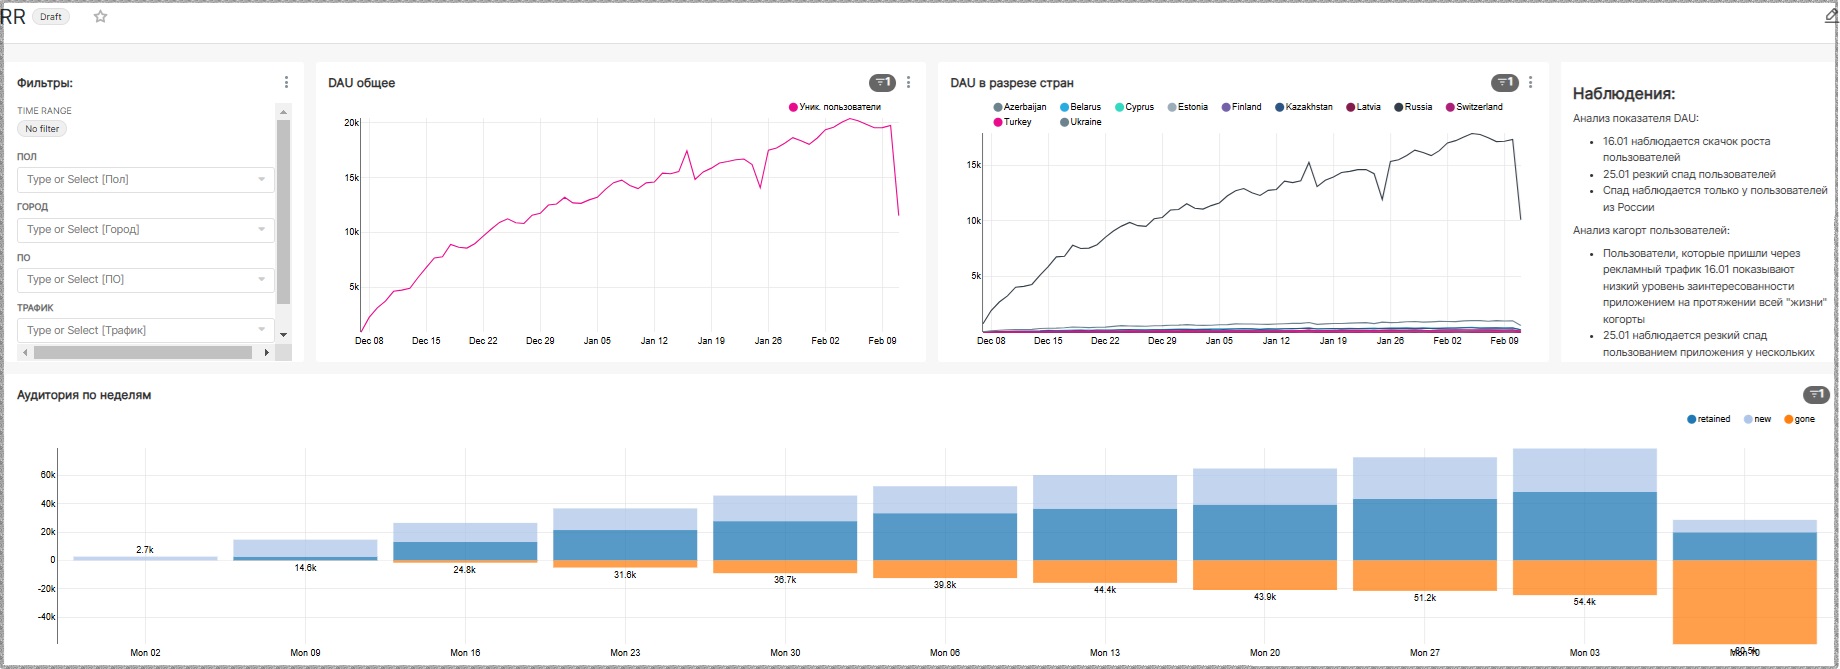 RR Draft
Фильтры:
TIME RANGE
No filter
ПОЛ
Type or Select [Пол]
ГОРОД
Type or Select [Город]
ПО
Type or Select [ПО]
ТРАФИК
Type or Select [Трафик]
DAU общее
1
Уник. пользователи
20k
15k
10k
5k
Dec 08 Dec 15 Dec 22 Dec 29 Jan 05 Jan 12 Jan 19 Jan 26 Feb 02 Feb 09
DAU в разрезе стран
1
Azerbaijan Belarus Cyprus Estonia Finland Kazakhstan Latvia Russia Switzerland
Turkey Ukraine
15k
10k
5k
Dec 08 Dec 15 Dec 22 Dec 29 Jan 05 Jan 12 Jan 19 Jan 26 Feb 02 Feb 09
Наблюдения:
Анализ показателя DAU:
16.01 наблюдается скачок роста
пользователей
25.01 резкий спад пользователей
Спад наблюдается только у пользователей
из России
Анализ кагорт пользователей:
Пользователи, которые пришли через
рекламный трафик 16.01 показывают
низкий уровень заинтересованности
приложением на протяжении всей "жизни"
когорты
25.01 наблюдается резкий спад
пользованием приложения у нескольких
Аудитория по неделям
1
retained new gone
60k
40k
20k
0
-20k
-40k
2.7k
14.6k
24.8k
31.6k
36.7k
39.8k
44.4k
43.9k
51.2k
54.4k
Mon 02 Mon 09 Mon 16 Mon 23 Mon 30 Mon 06 Mon 13 Mon 20 Mon 27 Mon 03 Mon 10